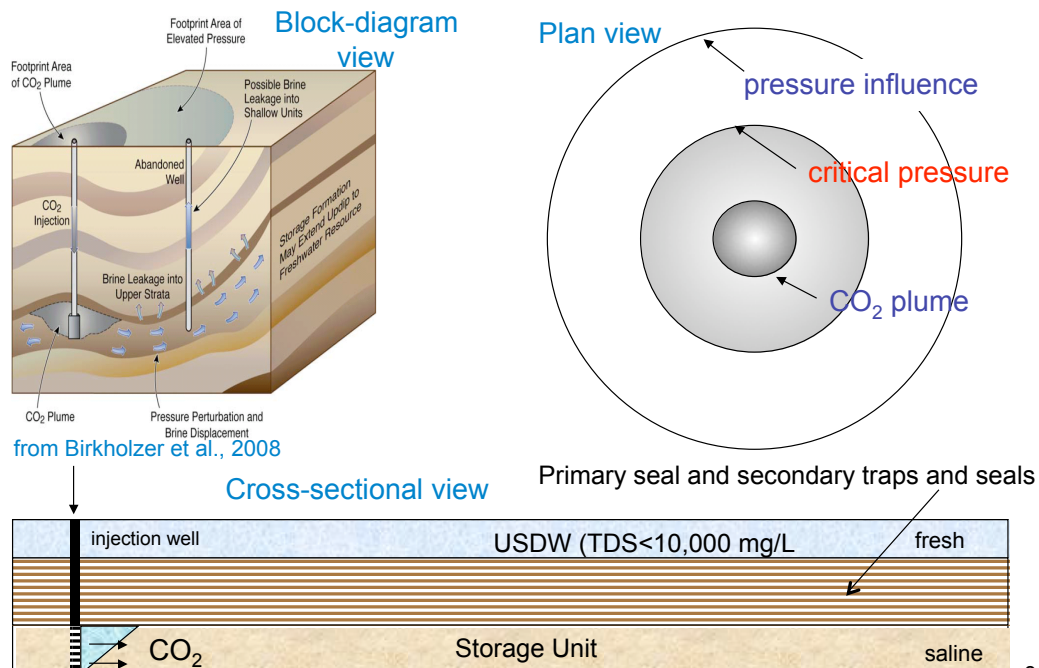 Block-diagram
view
Footprint Area of
Elevated Pressure
Footprint Area
of CO₂ Plume
Possible Brine
Leakage into
Shallow Units
Abandoned
Well
CO₂
Injection
Storage Formation
May Extend Updip to
Freshwater Resource
Brine Leakage into
Upper Strata
CO₂ Plume
Pressure Perturbation and
Brine Displacement
from Birkholzer et al., 2008
Plan view
pressure influence
critical pressure
CO₂ plume
Primary seal and secondary traps and seals
Cross-sectional view
injection well
USDW (TDS<10,000 mg/L
fresh
CO₂
Storage Unit
saline